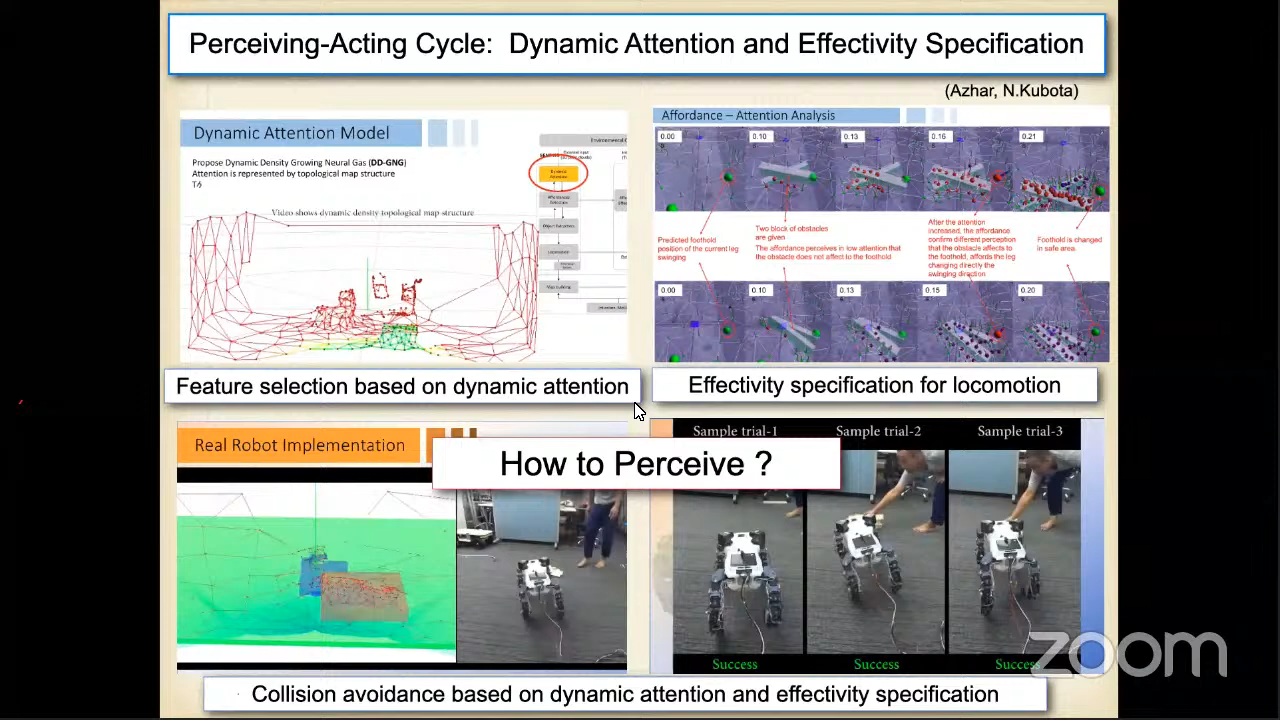 Perceiving-Acting Cycle: Dynamic Attention and Effectivity Specification
(Azhar, N.Kubota)
Dynamic Attention Model
Propose Dynamic Density Growing Neural Gas (DD-GNG)
Attention is represented by topological map structure
Video shows dynamic density topological map structure
Dynamic
Attention
Map building
Feature selection based on dynamic attention
Affordance – Attention Analysis
0.00
0.10
0.13
0.16
0.21
Predicted foothold
position of the current leg
swinging
Two block of obstacles
are given
The affordance perceives in low attention that
the obstacle does not affect to the foothold
After the
attention
increased, the affordance
confirm different perception
that the obstacle affects to
the foothold, affords the leg
changing directly the
swinging direction
Foothold is changed
in safe area
0.00
0.10
0.13
0.15
0.20
Effectivity specification for locomotion
How to Perceive ?
Real Robot Implementation
Sample trial-1
Sample trial-2
Sample trial-3
Success
Success
Success
Collision avoidance based on dynamic attention and effectivity specification
zoom